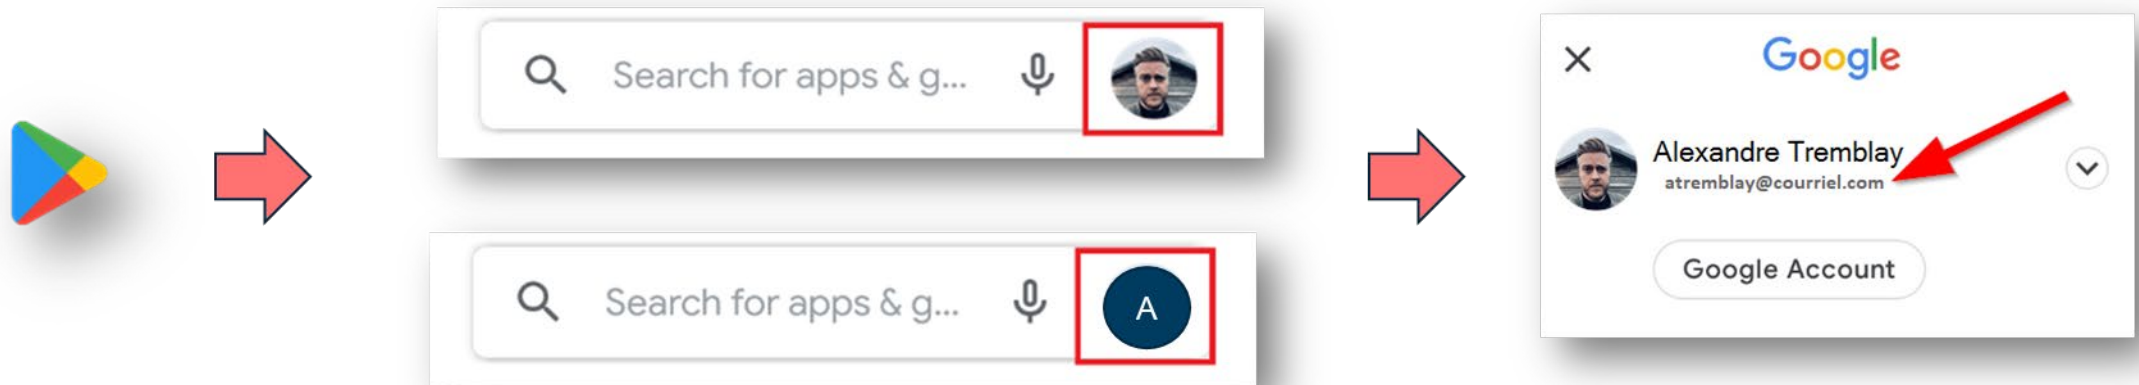 Search for apps & g...
Search for apps & g...
A
Google
Alexandre Tremblay
atremblay@courriel.com
Google Account